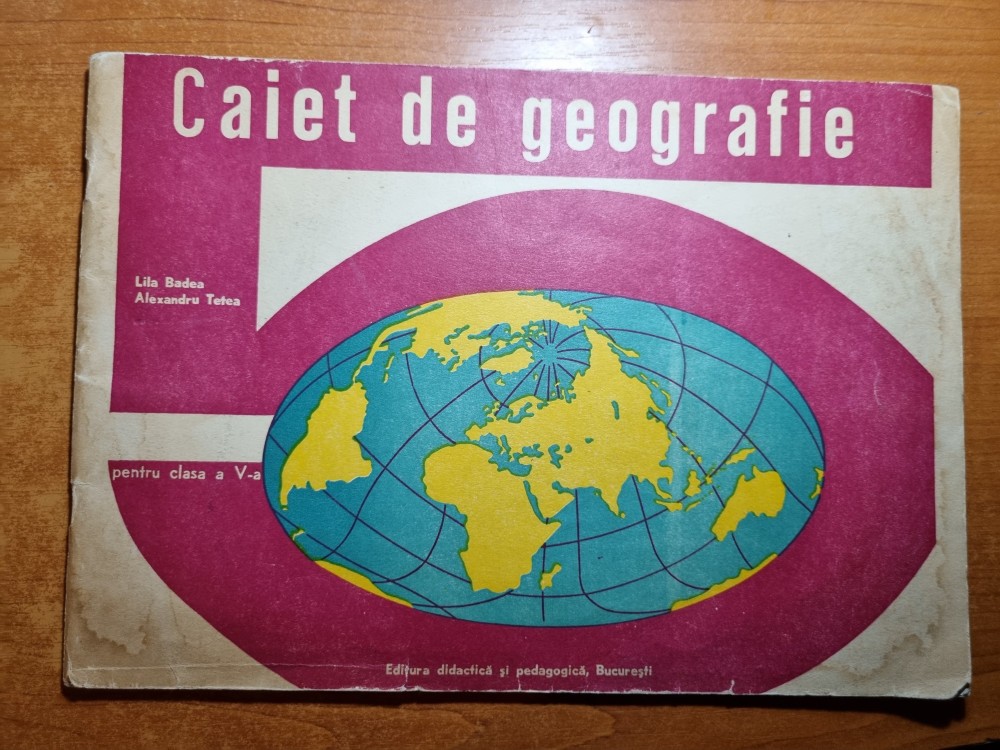 Caiet de geografie
Lila Badea
Alexandru Tetea
pentru clasa a V-a
Editura didactică și pedagogică, București